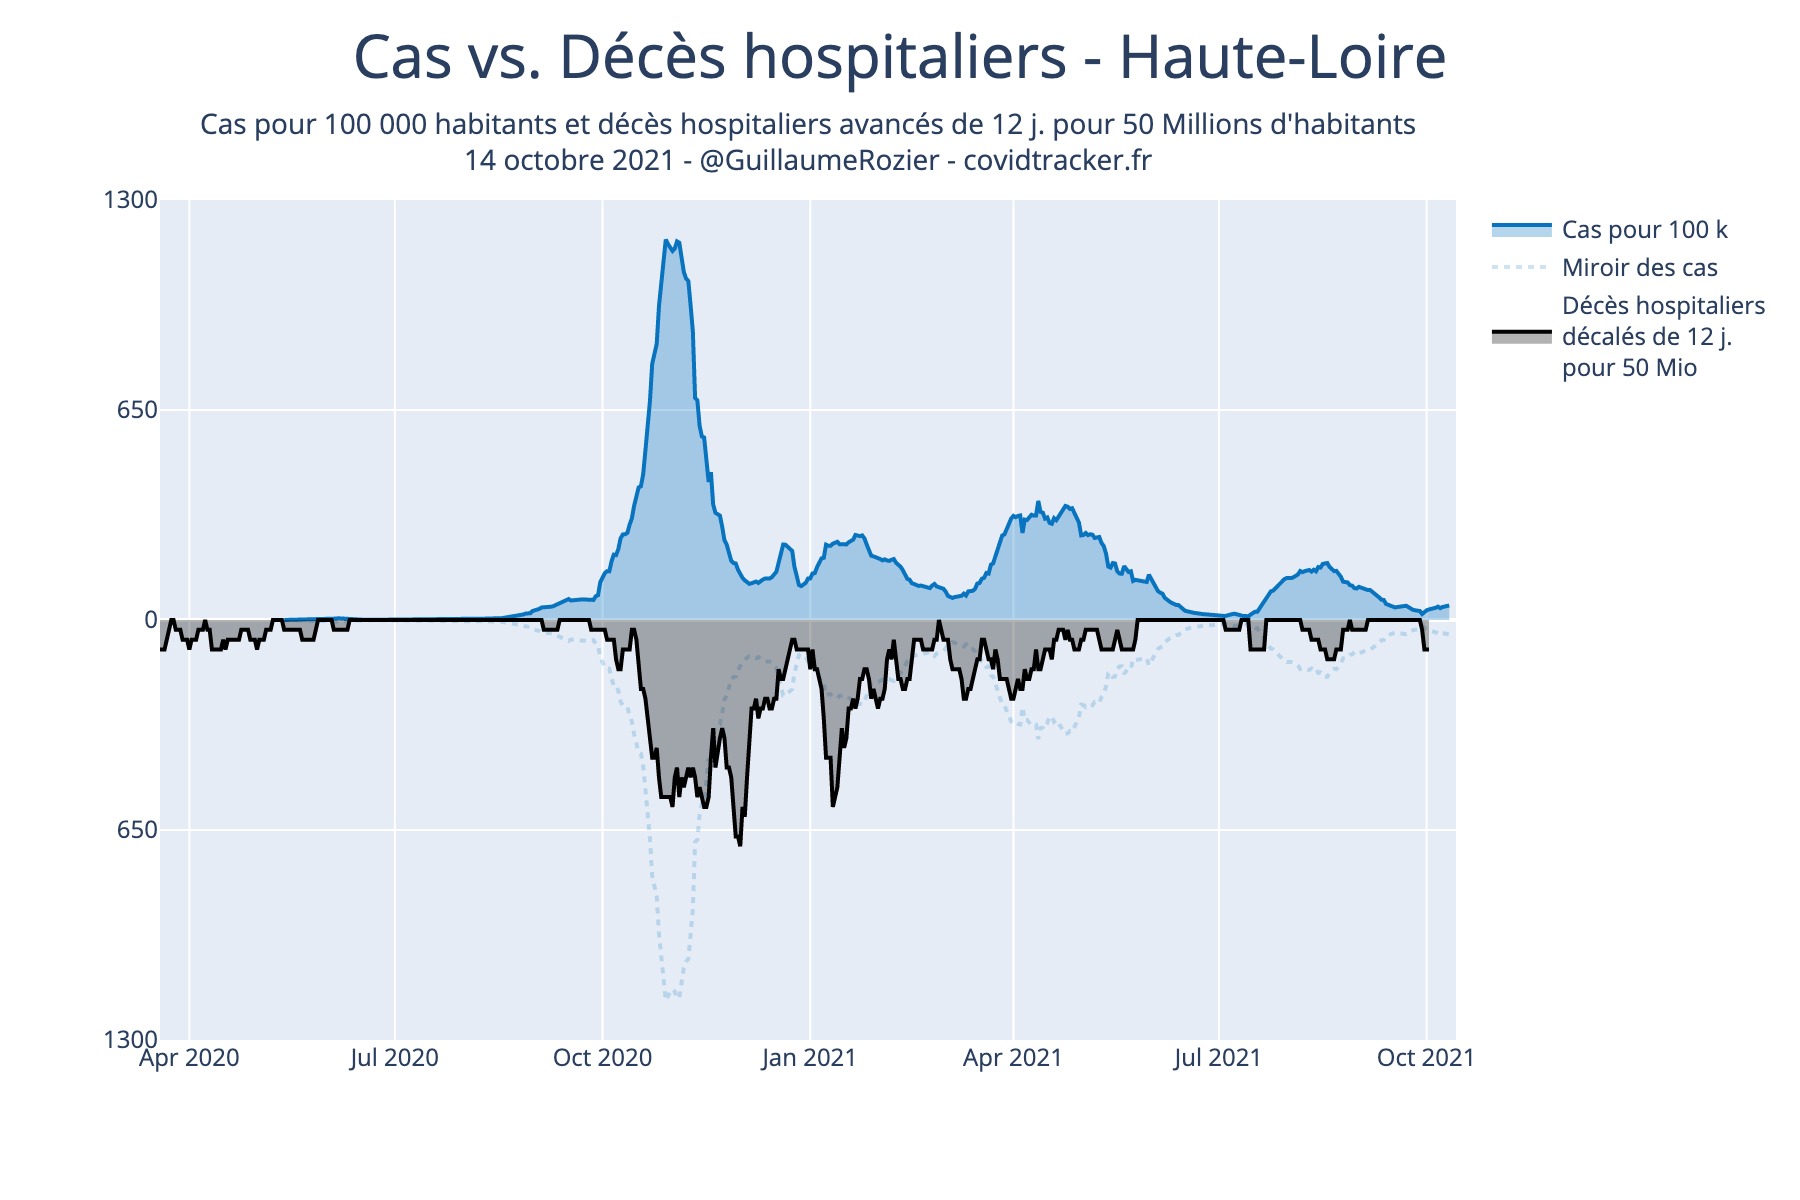 Cas vs. Décès hospitaliers - Haute-Loire
Cas pour 100 000 habitants et décès hospitaliers avancés de 12 j. pour 50 Millions d'habitants
14 octobre 2021 - @GuillaumeRozier - covidtracker.fr
1300
650
0
650
1300
Apr 2020
Jul 2020
Oct 2020
Jan 2021
Apr 2021
Jul 2021
Oct 2021
Cas pour 100 k
Miroir des cas
Décès hospitaliers
décalés de 12 j.
pour 50 Mio